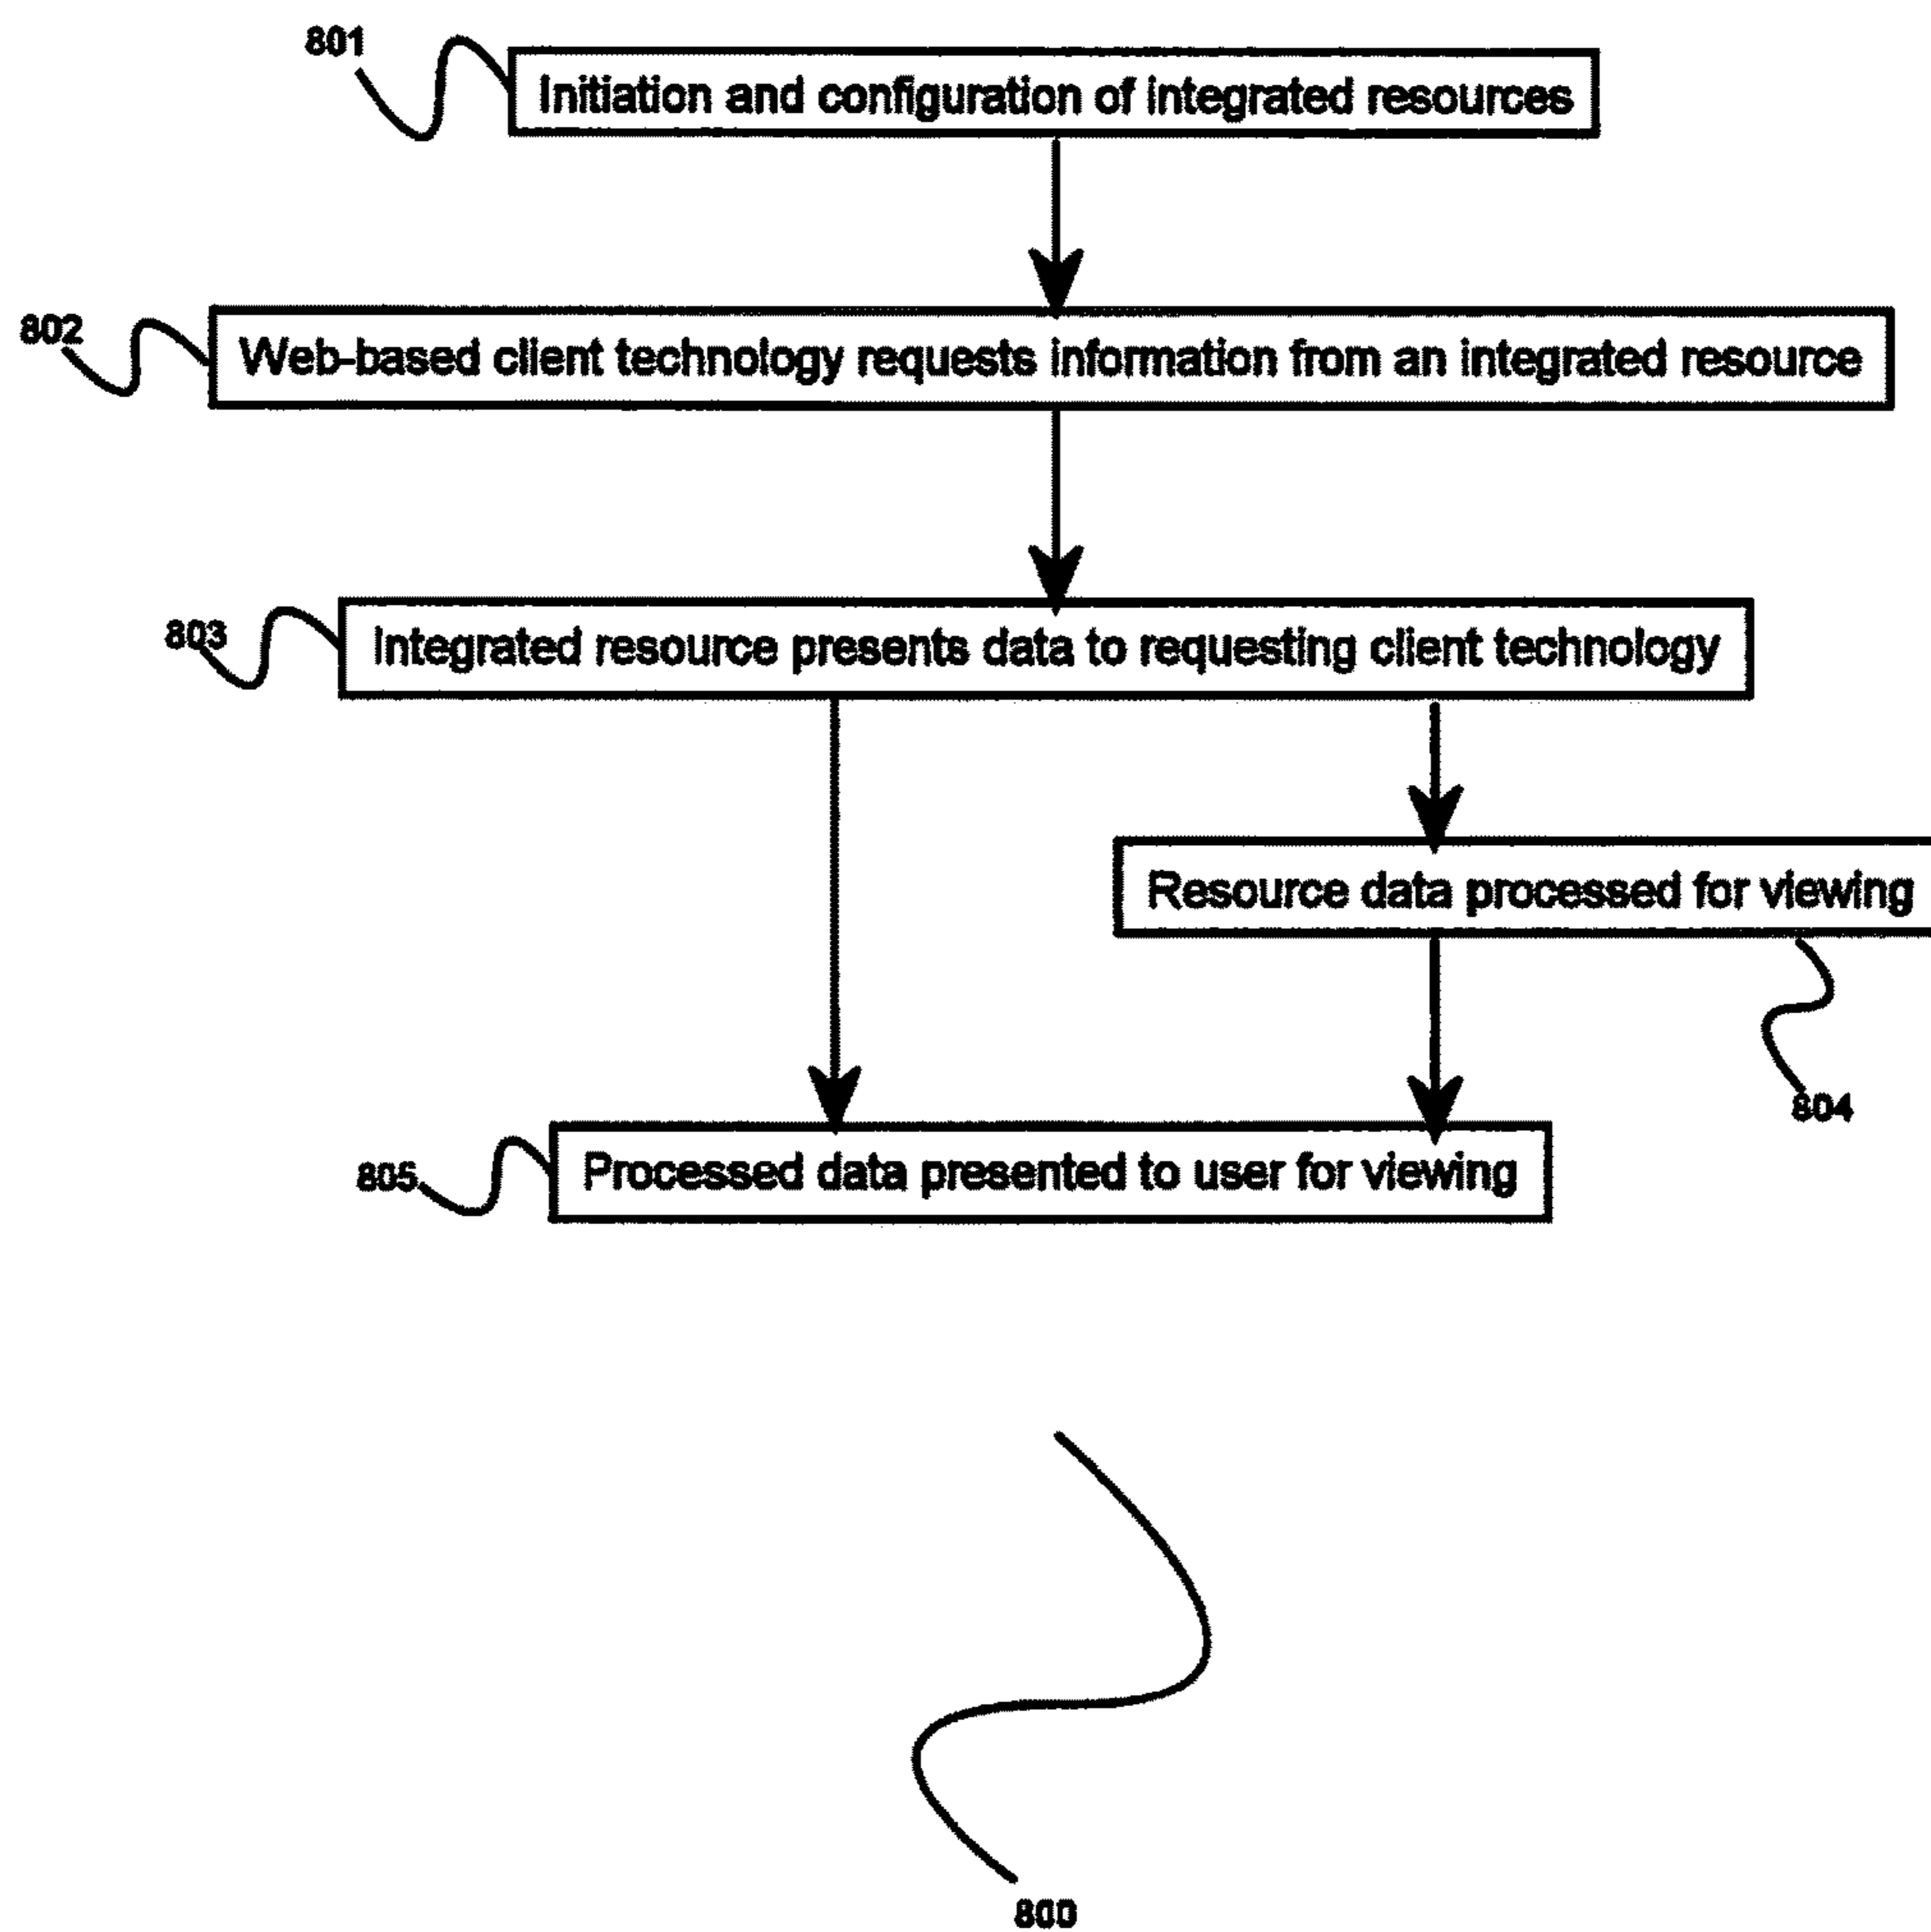 801
Initiation and configuration of integrated resources
802
Web-based client technology requests information from an integrated resource
803
Integrated resource presents data to requesting client technology
Resource data processed for viewing
804
805
Processed data presented to user for viewing
800